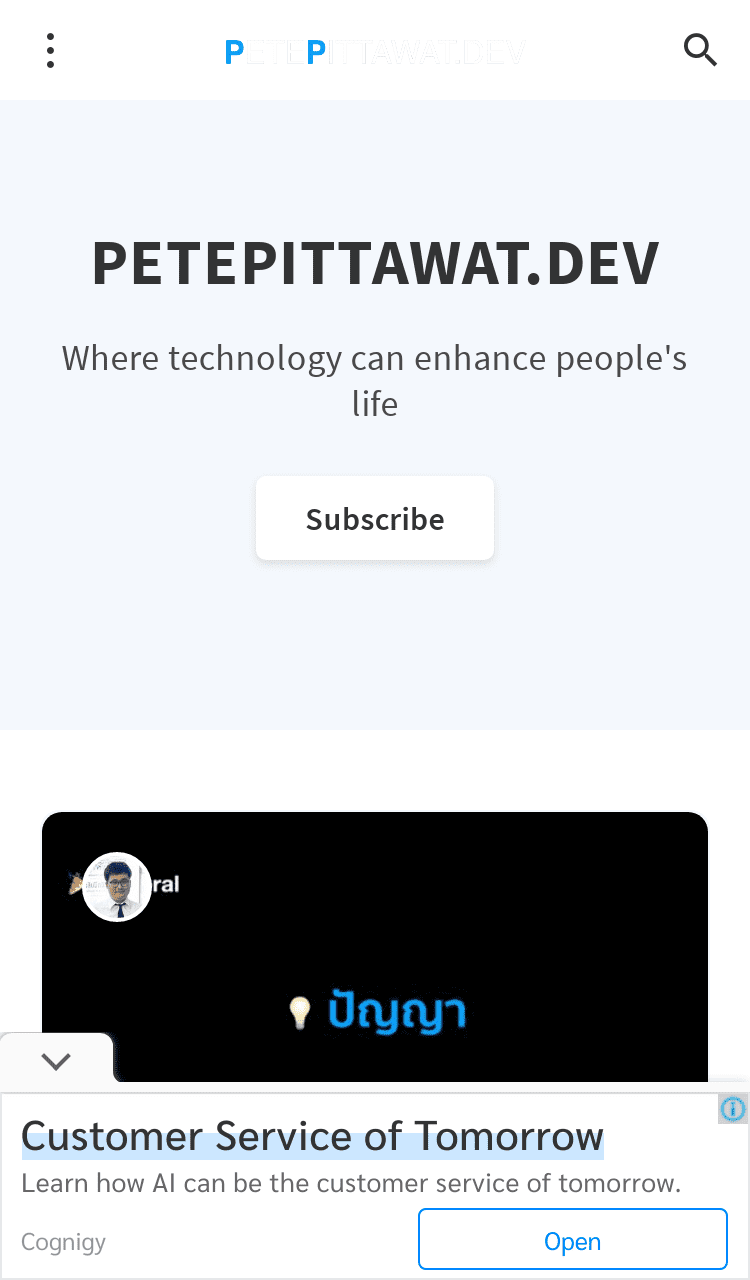 PETEPITTAWAT.DEV
PETEPITTAWAT.DEV
Where technology can enhance people's
life
Subscribe
ral
ปัญญา
Customer Service of Tomorrow
Learn how AI can be the customer service of tomorrow.
Cognigy
Open